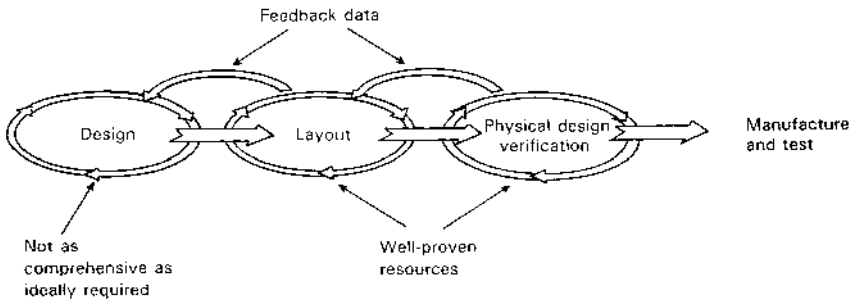 Feedback data
Design
Layout
Physical design
verification
Manufacture
and test
Not as
comprehensive as
ideally required
Well-proven
resources